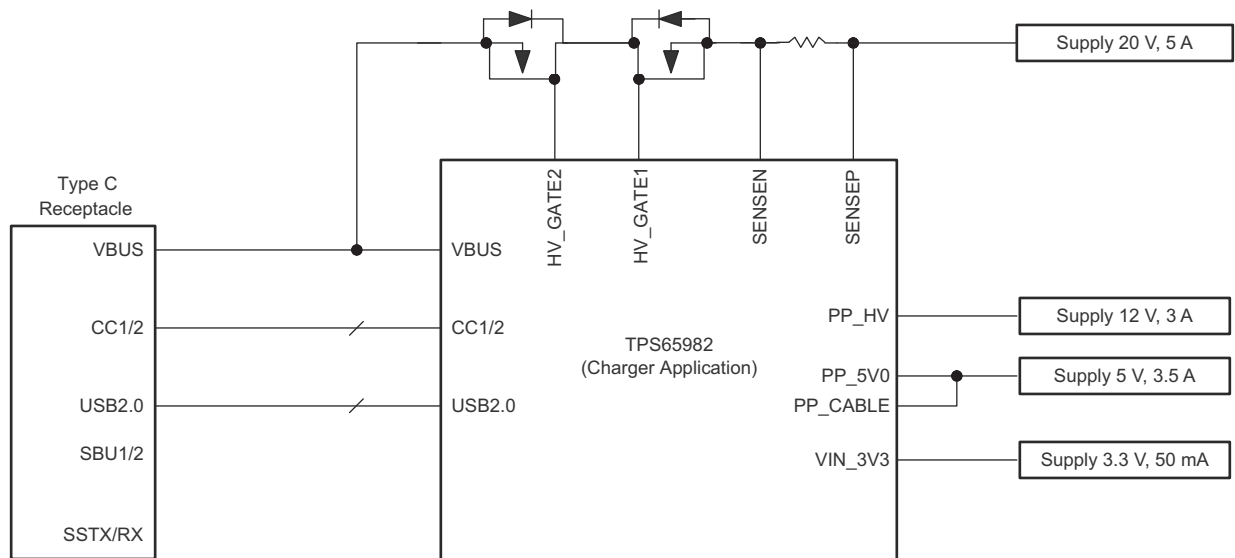 Supply 20 V, 5 A
HV_GATE2
HV_GATE1
SENSEN
SENSEP
Type C
Receptacle
VBUS
VBUS
CC1/2
CC1/2
USB2.0
USB2.0
SBU1/2
SSTX/RX
TPS65982
(Charger Application)
PP_HV
Supply 12 V, 3 A
PP_5V0
Supply 5 V, 3.5 A
PP_CABLE
VIN_3V3
Supply 3.3 V, 50 mA